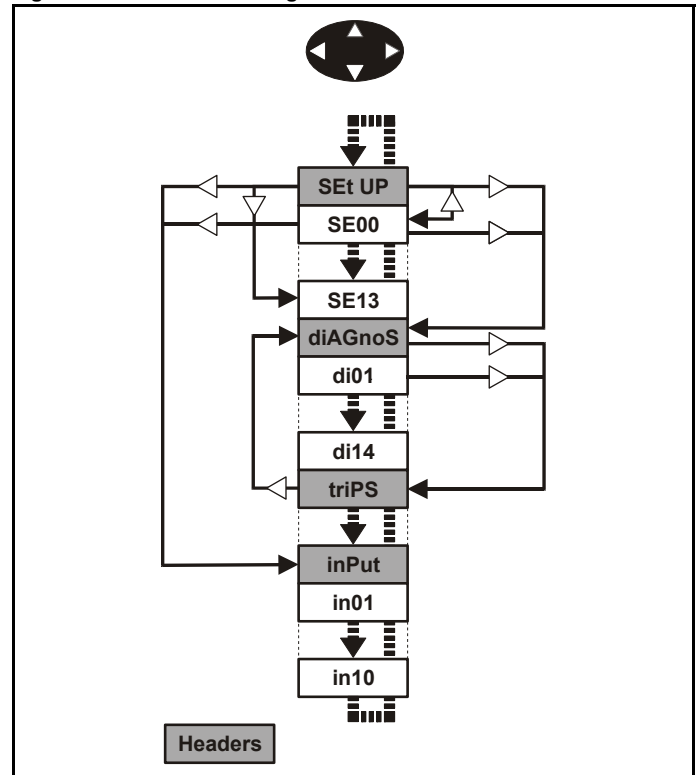 SEt UP
SE00
SE13
diAGnoS
di01
di14
triPS
inPut
in01
in10
Headers